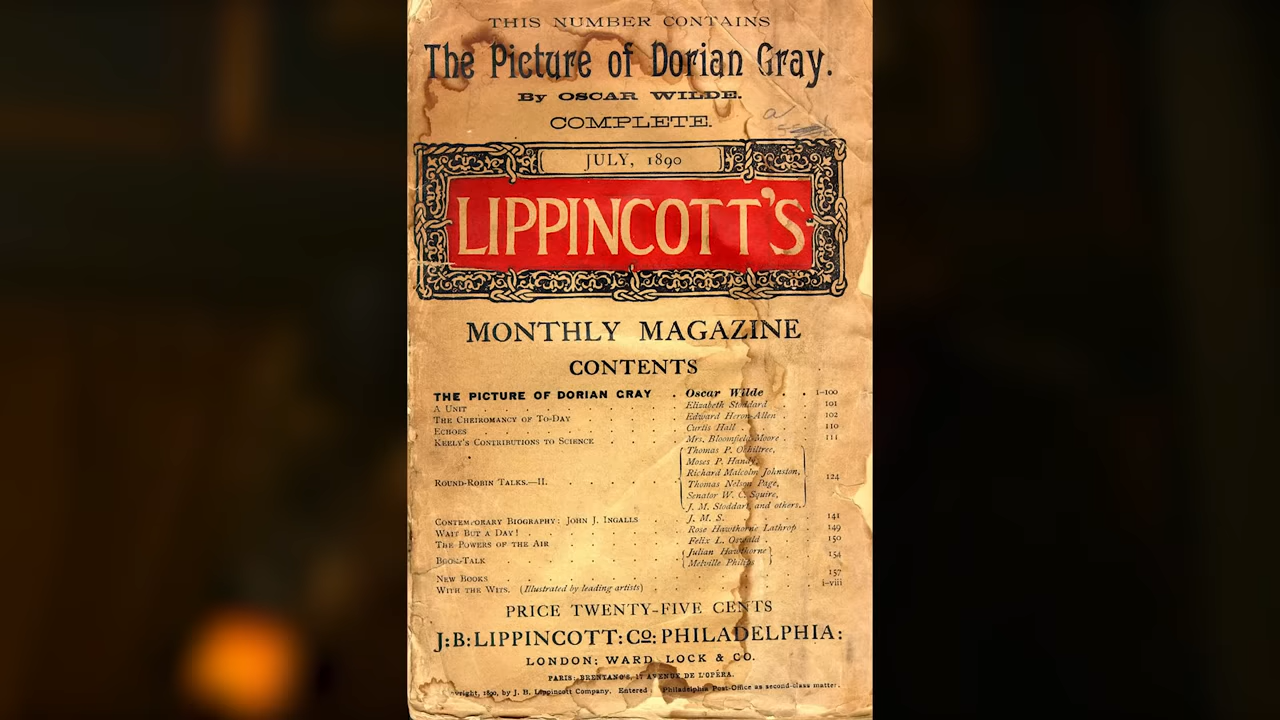 THIS NUMBER CONTAINS
The Picture of Dorian Gray.
By OSCAR WILDE.
COMPLETE.
a
JULY, 1890
LIPPINCOTT'S
MONTHLY MAGAZINE
CONTENTS
THE PICTURE OF DORIAN GRAY . Oscar Wilde . . 1–100
A UNIT . . . . . . . Elizabeth Stoddard . 101
THE CHEIROMANCY OF TO-DAY . . . Edward Heron-Allen . 102
ECHOES . . . . . . . Curtis Hall . . . 110
KEELY'S CONTRIBUTIONS TO SCIENCE . . . Mrs. Bloomfield-Moore . 111
Thomas P. Ochiltree,
Moses P. Handy,
Richard Malcolm Johnston,
ROUND-ROBIN TALKS.—II. . . . . . Thomas Nelson Page, 124
Senator W. C. Squire,
J. M. Stoddart, and others.
CONTEMPORARY BIOGRAPHY: JOHN J. INGALLS . J. M. S. . . . 141
WAIT BUT A DAY! . . . . . Rose Hawthorne Lathrop . 149
THE POWERS OF THE AIR . . . . Felix L. Oswald . 150
BOOK-TALK . . . . . Julian Hawthorne 154
Melville Philips
NEW BOOKS . . . . . . . 157
WITH THE WITS. (Illustrated by leading artists) . . . . i–viii
PRICE TWENTY-FIVE CENTS
J:B:LIPPINCOTT:Co:PHILADELPHIA:
LONDON: WARD LOCK & CO.
PARIS: BRENTANO'S, 17 AVENUE DE L'OPÉRA.
1890, by J. B. Lippincott Company. Entered Philadelphia Post-Office as second-class matter.